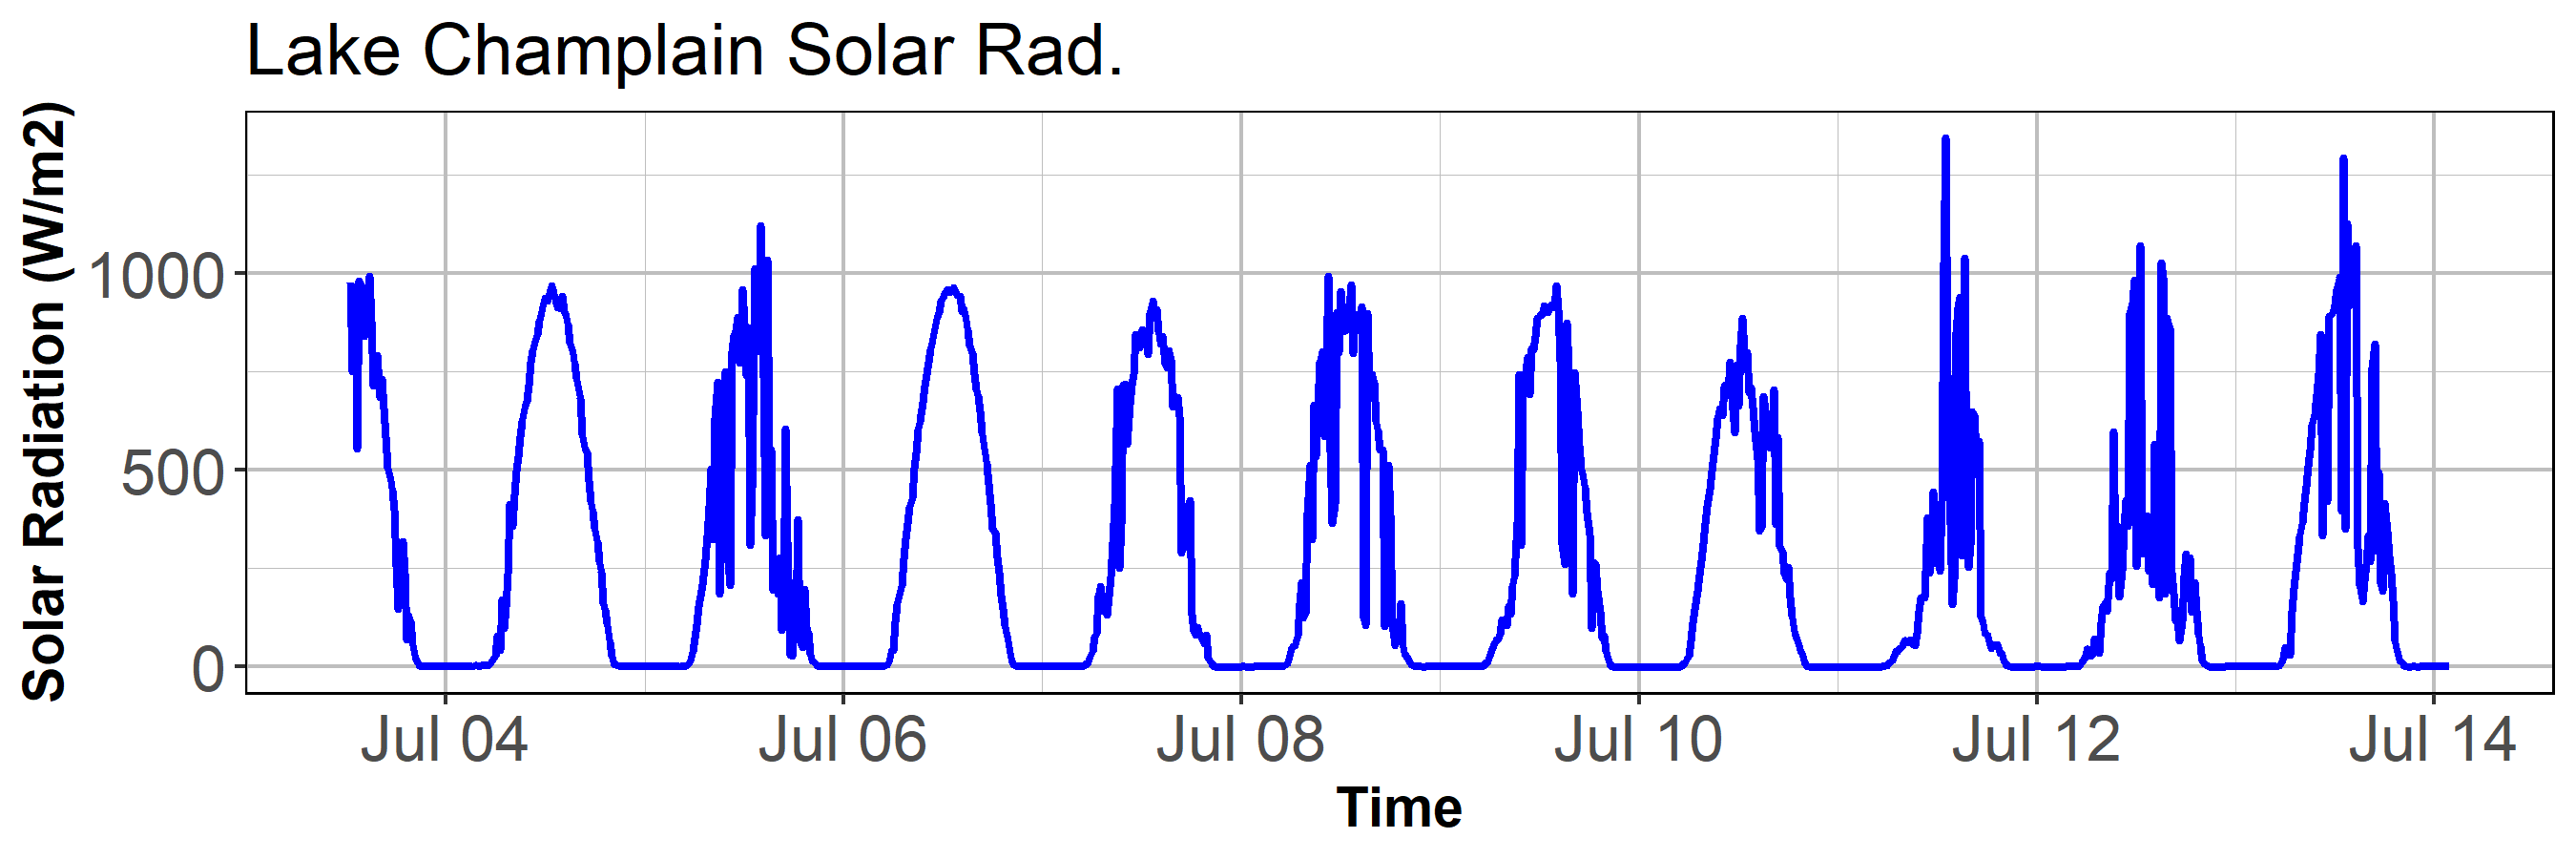 Lake Champlain Solar Rad.
Solar Radiation (W/m2)
1000
500
0
Jul 04 Jul 06 Jul 08 Jul 10 Jul 12 Jul 14
Time